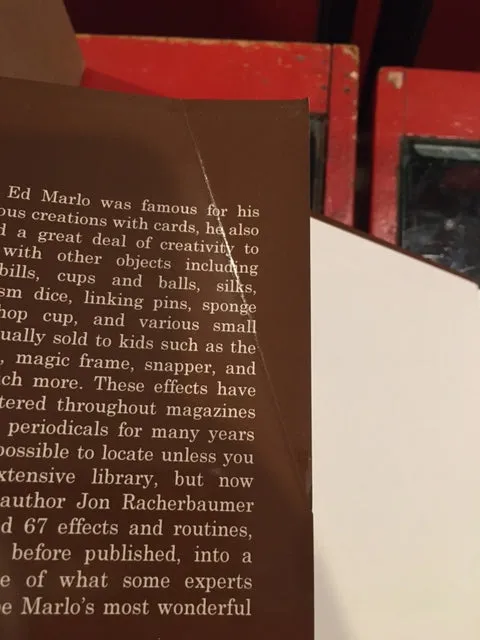 Ed Marlo was famous for his
ous creations with cards, he also
d a great deal of creativity to
with other objects including
bills, cups and balls, silks,
sm dice, linking pins, sponge
hop cup, and various small
ually sold to kids such as the
, magic frame, snapper, and
ch more. These effects have
tered throughout magazines
periodicals for many years
possible to locate unless you
xtensive library, but now
author Jon Racherbaumer
d 67 effects and routines,
before published, into a
e of what some experts
e Marlo's most wonderful